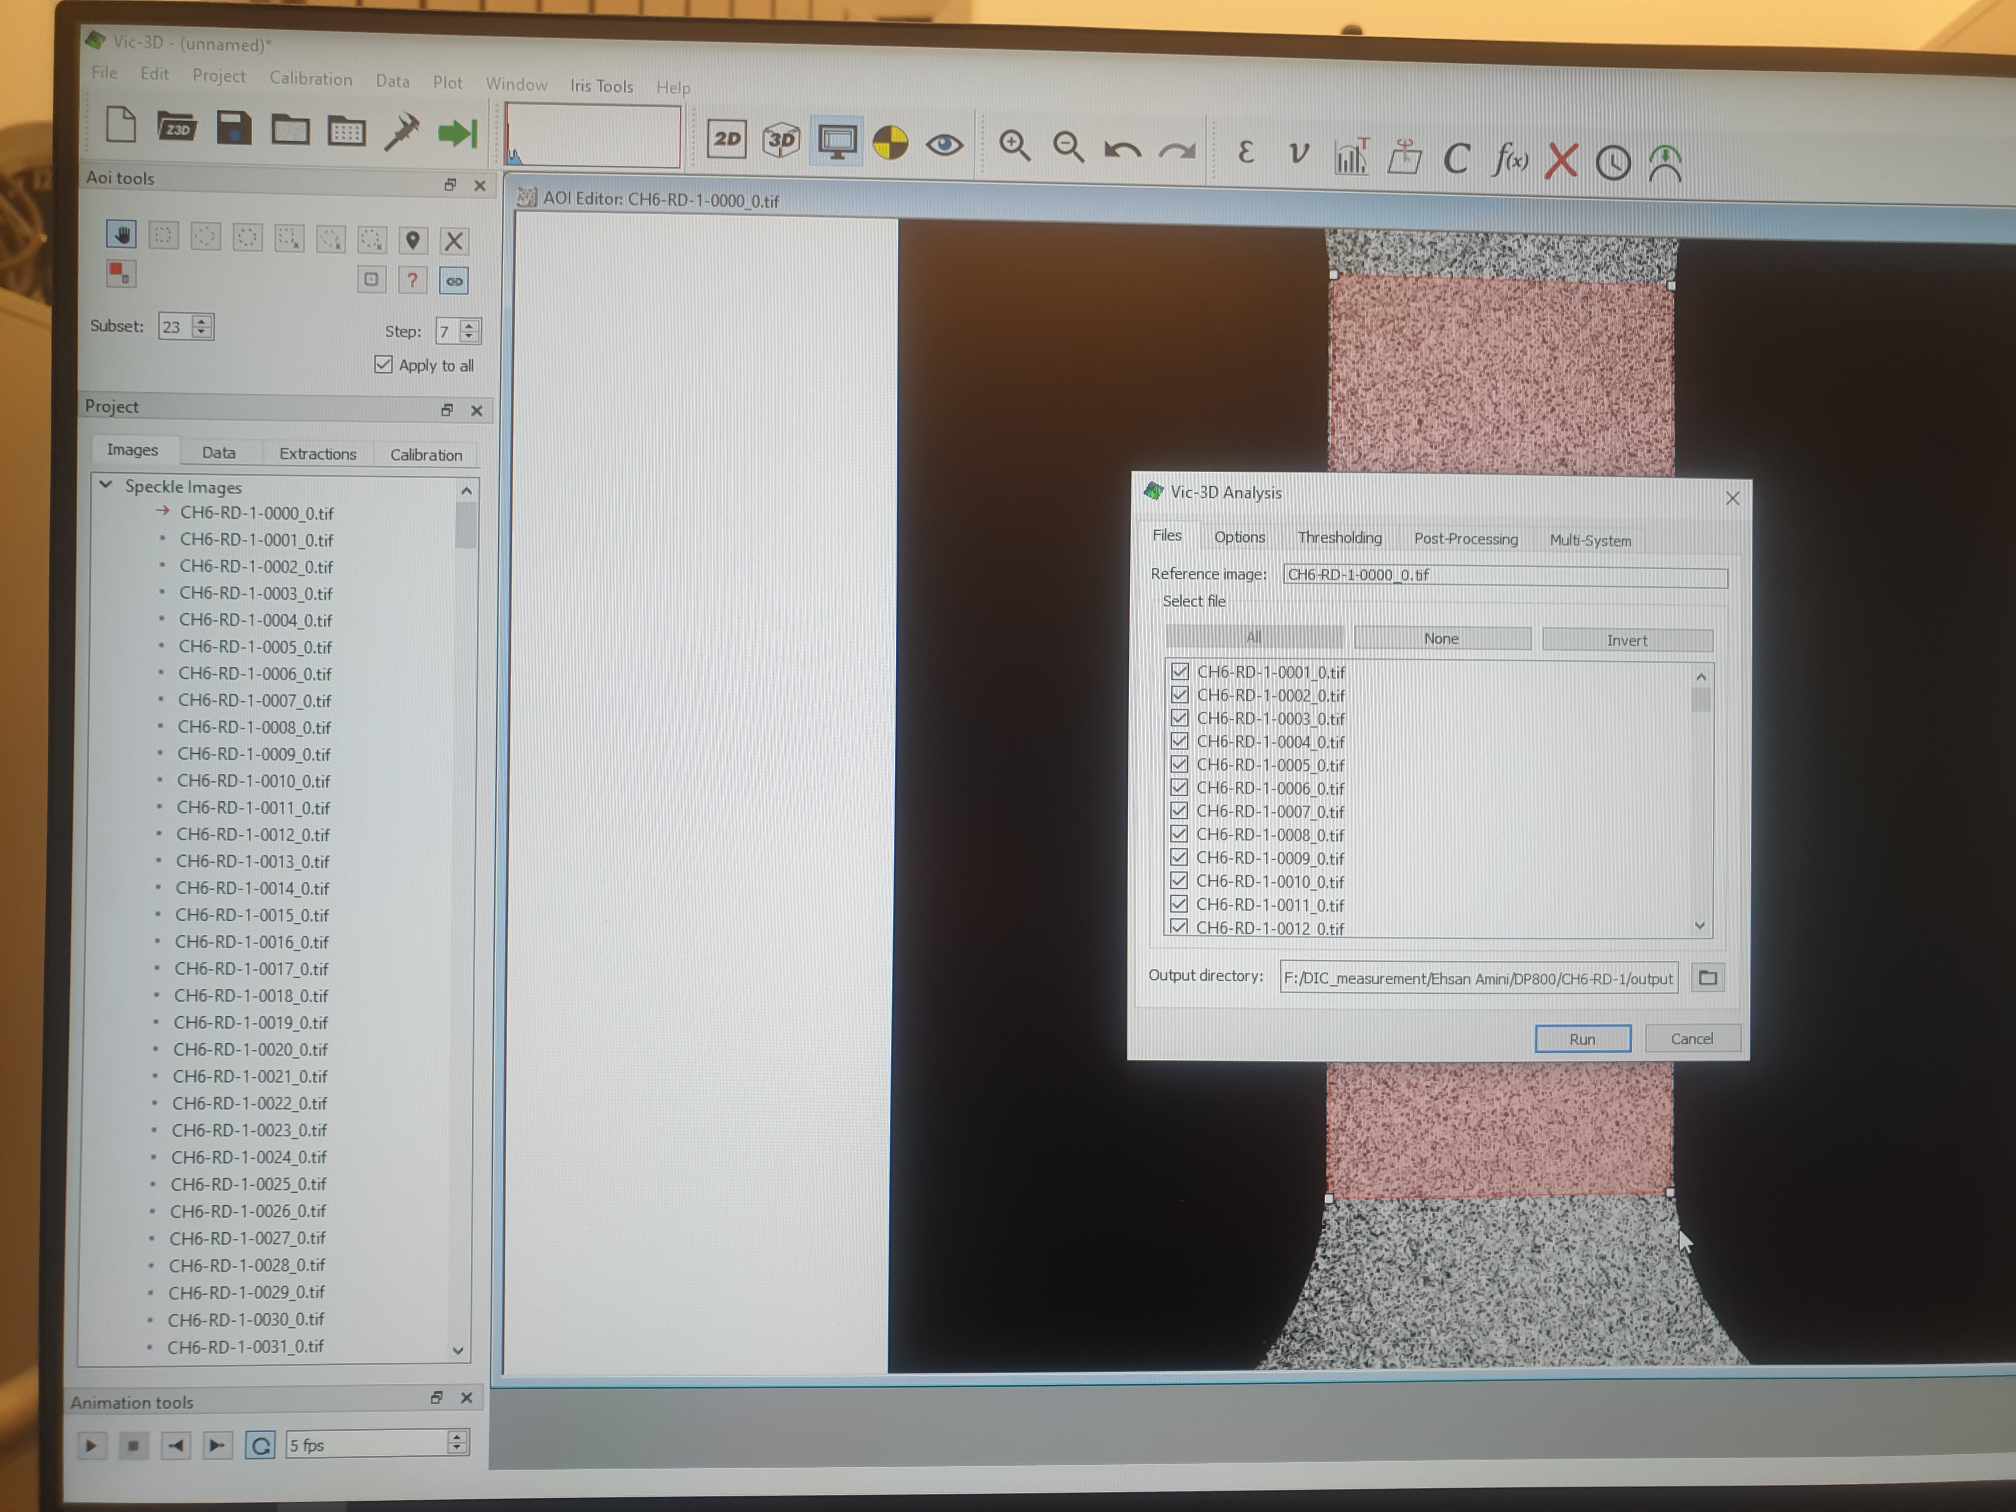 Vic-3D - (unnamed)*
File Edit Project Calibration Data Plot Window Iris Tools Help
Z3D 2D 3D ε ν T C f(x)
Aoi tools
?
Subset: 23 Step: 7
Apply to all
Project
Images Data Extractions Calibration
Speckle Images
CH6-RD-1-0000_0.tif
CH6-RD-1-0001_0.tif
CH6-RD-1-0002_0.tif
CH6-RD-1-0003_0.tif
CH6-RD-1-0004_0.tif
CH6-RD-1-0005_0.tif
CH6-RD-1-0006_0.tif
CH6-RD-1-0007_0.tif
CH6-RD-1-0008_0.tif
CH6-RD-1-0009_0.tif
CH6-RD-1-0010_0.tif
CH6-RD-1-0011_0.tif
CH6-RD-1-0012_0.tif
CH6-RD-1-0013_0.tif
CH6-RD-1-0014_0.tif
CH6-RD-1-0015_0.tif
CH6-RD-1-0016_0.tif
CH6-RD-1-0017_0.tif
CH6-RD-1-0018_0.tif
CH6-RD-1-0019_0.tif
CH6-RD-1-0020_0.tif
CH6-RD-1-0021_0.tif
CH6-RD-1-0022_0.tif
CH6-RD-1-0023_0.tif
CH6-RD-1-0024_0.tif
CH6-RD-1-0025_0.tif
CH6-RD-1-0026_0.tif
CH6-RD-1-0027_0.tif
CH6-RD-1-0028_0.tif
CH6-RD-1-0029_0.tif
CH6-RD-1-0030_0.tif
CH6-RD-1-0031_0.tif
Animation tools
5 fps
AOI Editor: CH6-RD-1-0000_0.tif
Vic-3D Analysis
Files Options Thresholding Post-Processing Multi-System
Reference image: CH6-RD-1-0000_0.tif
Select file
All None Invert
CH6-RD-1-0001_0.tif
CH6-RD-1-0002_0.tif
CH6-RD-1-0003_0.tif
CH6-RD-1-0004_0.tif
CH6-RD-1-0005_0.tif
CH6-RD-1-0006_0.tif
CH6-RD-1-0007_0.tif
CH6-RD-1-0008_0.tif
CH6-RD-1-0009_0.tif
CH6-RD-1-0010_0.tif
CH6-RD-1-0011_0.tif
CH6-RD-1-0012_0.tif
Output directory: F:/DIC_measurement/Ehsan Amini/DP800/CH6-RD-1/output
Run Cancel